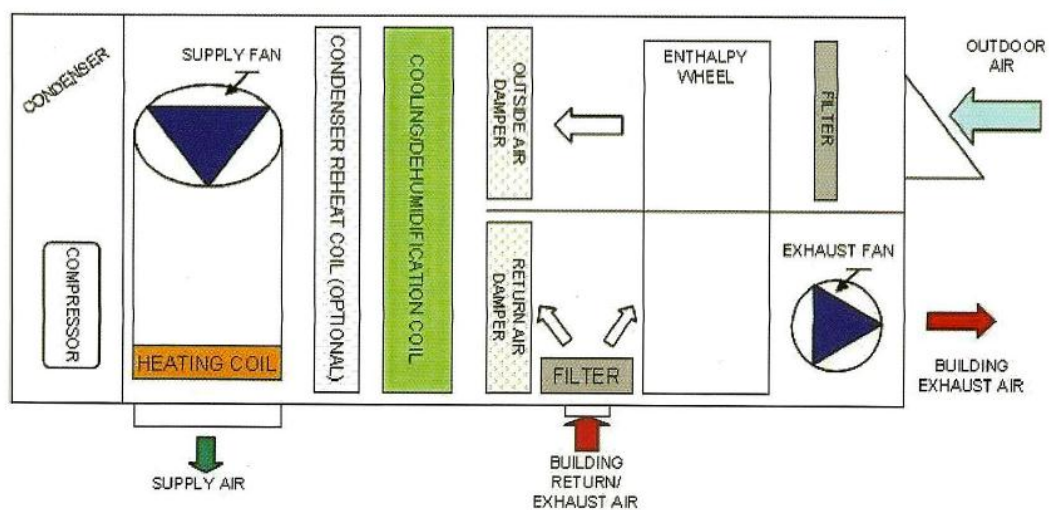 CONDENSER
SUPPLY FAN
COMPRESSOR
HEATING COIL
SUPPLY AIR
CONDENSER REHEAT COIL (OPTIONAL)
COOLING/DEHUMIDIFICATION COIL
OUTSIDE AIR
DAMPER
RETURN AIR
DAMPER
FILTER
BUILDING
RETURN/
EXHAUST AIR
ENTHALPY
WHEEL
FILTER
OUTDOOR
AIR
EXHAUST FAN
BUILDING
EXHAUST AIR